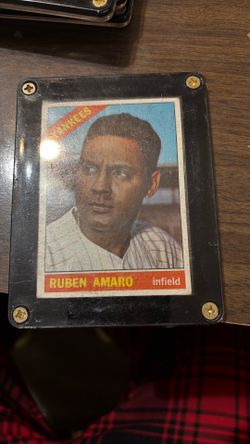 YANKEES
RUBEN AMARO infield